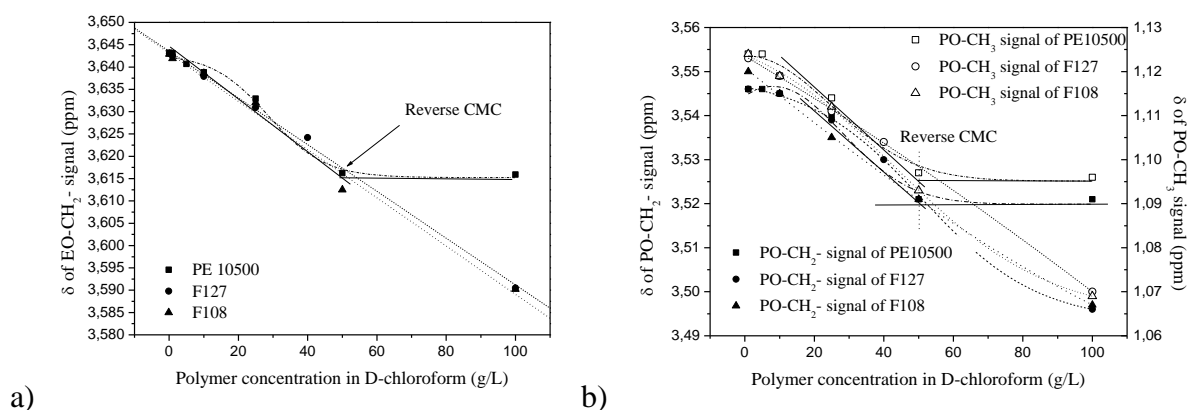 a)
3,650
3,645
3,640
3,635
3,630
3,625
3,620
3,615
3,610
3,605
3,600
3,595
3,590
3,585
3,580
δ of EO-CH2- signal (ppm)
Reverse CMC
PE 10500
F127
F108
0 20 40 60 80 100
Polymer concentration in D-chloroform (g/L)
b)
3,56
3,55
3,54
3,53
3,52
3,51
3,50
3,49
δ of PO-CH2- signal (ppm)
PO-CH3 signal of PE10500
PO-CH3 signal of F127
PO-CH3 signal of F108
Reverse CMC
PO-CH2- signal of PE10500
PO-CH2- signal of F127
PO-CH2- signal of F108
0 20 40 60 80 100
Polymer concentration in D-chloroform (g/L)
1,13
1,12
1,11
1,10
1,09
1,08
1,07
1,06
δ of PO-CH3
signal (ppm)